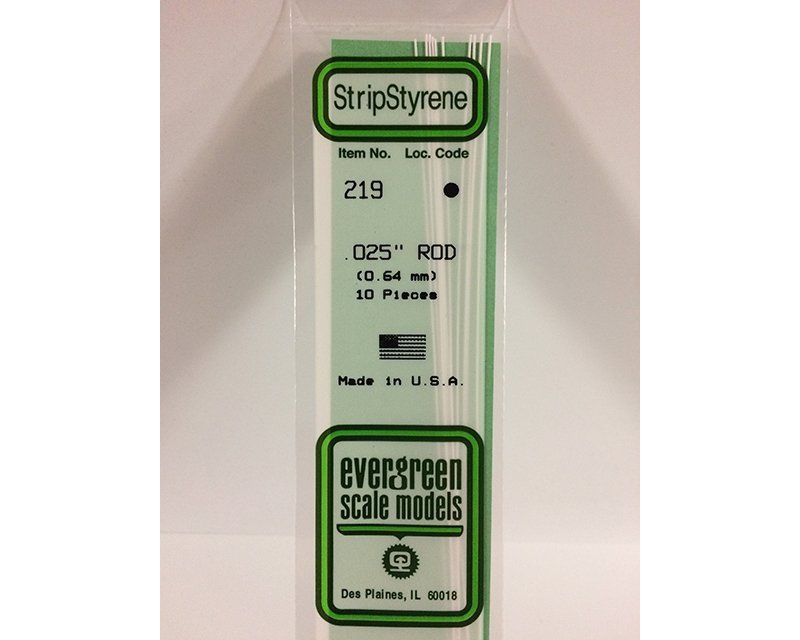 StripStyrene
Item No. Loc. Code
219
.025" ROD
(0.64 mm)
10 Pieces
Made in U.S.A.
evergreen
scale models
Des Plaines, IL 60018